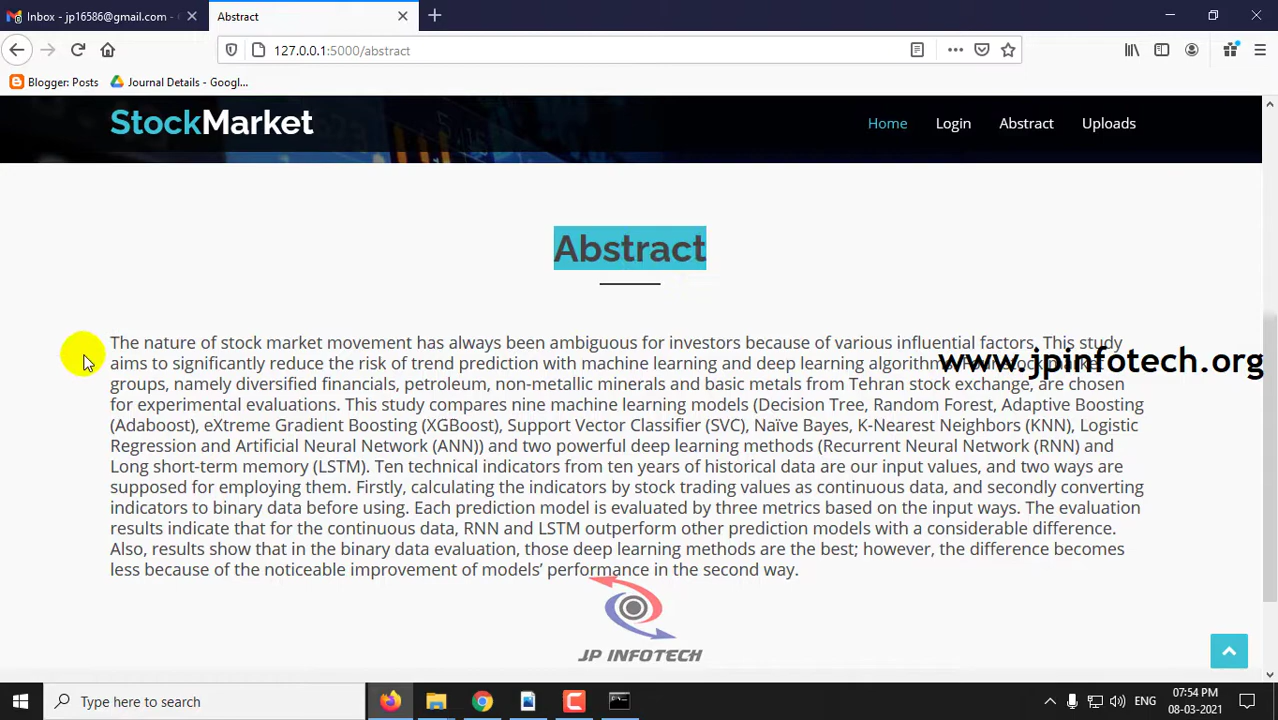 Inbox - jp16586@gmail.com -
Abstract
127.0.0.1:5000/abstract
Blogger: Posts
Journal Details - Googl...
StockMarket
Home
Login
Abstract
Uploads
Abstract
The nature of stock market movement has always been ambiguous for investors because of various influential factors. This study
aims to significantly reduce the risk of trend prediction with machine learning and deep learning algorithms. Four stock market
www.jpinfotech.org
groups, namely diversified financials, petroleum, non-metallic minerals and basic metals from Tehran stock exchange, are chosen
for experimental evaluations. This study compares nine machine learning models (Decision Tree, Random Forest, Adaptive Boosting
(Adaboost), eXtreme Gradient Boosting (XGBoost), Support Vector Classifier (SVC), Naïve Bayes, K-Nearest Neighbors (KNN), Logistic
Regression and Artificial Neural Network (ANN)) and two powerful deep learning methods (Recurrent Neural Network (RNN) and
Long short-term memory (LSTM). Ten technical indicators from ten years of historical data are our input values, and two ways are
supposed for employing them. Firstly, calculating the indicators by stock trading values as continuous data, and secondly converting
indicators to binary data before using. Each prediction model is evaluated by three metrics based on the input ways. The evaluation
results indicate that for the continuous data, RNN and LSTM outperform other prediction models with a considerable difference.
Also, results show that in the binary data evaluation, those deep learning methods are the best; however, the difference becomes
less because of the noticeable improvement of models’ performance in the second way.
JP INFOTECH
Type here to search
ENG
07:54 PM
08-03-2021